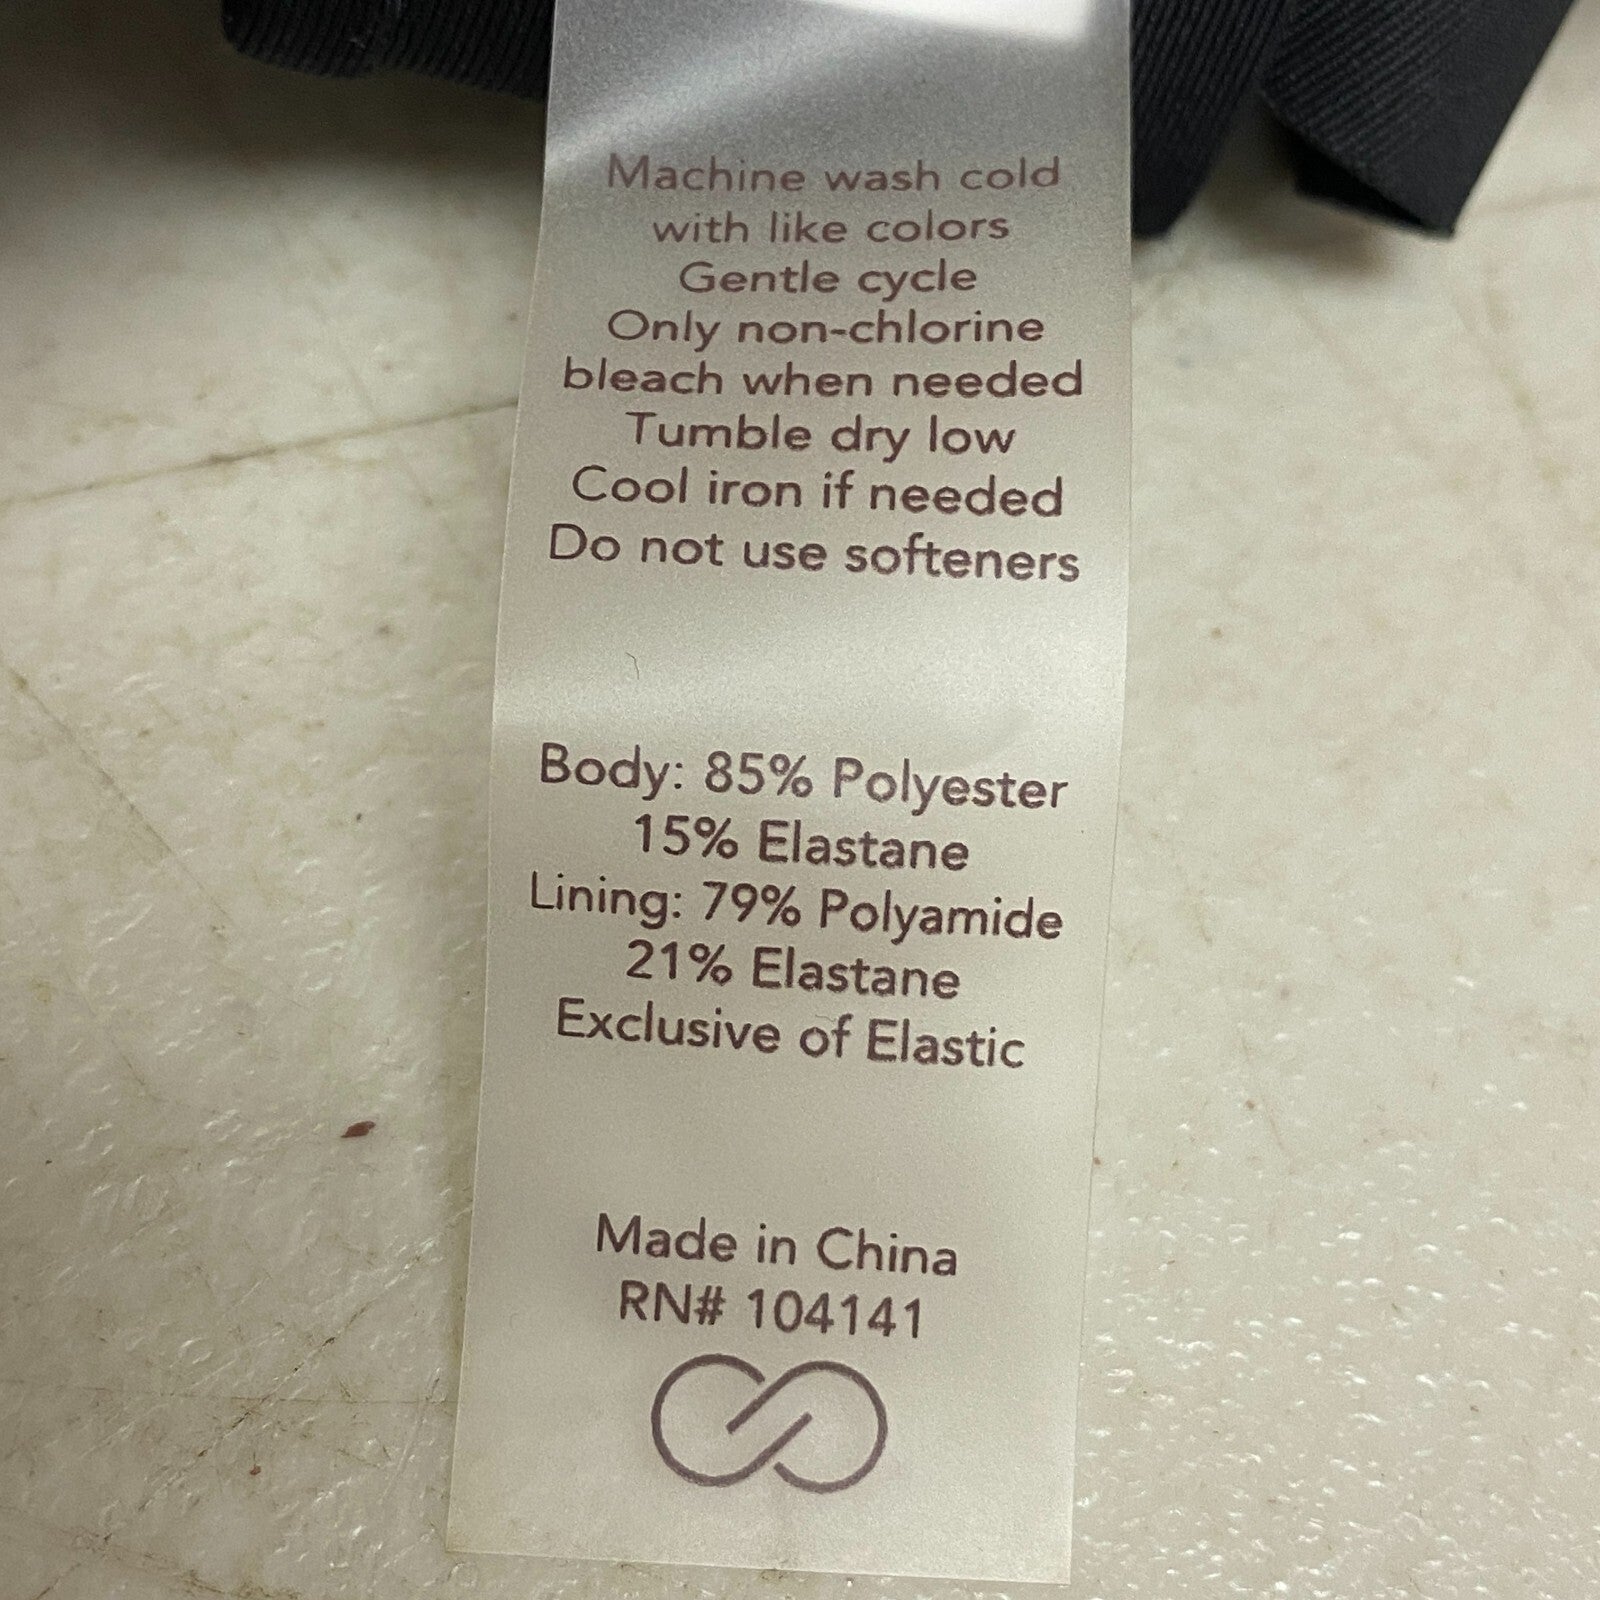 Machine wash cold
with like colors
Gentle cycle
Only non-chlorine
bleach when needed
Tumble dry low
Cool iron if needed
Do not use softeners
Body: 85% Polyester
15% Elastane
Lining: 79% Polyamide
21% Elastane
Exclusive of Elastic
Made in China
RN# 104141